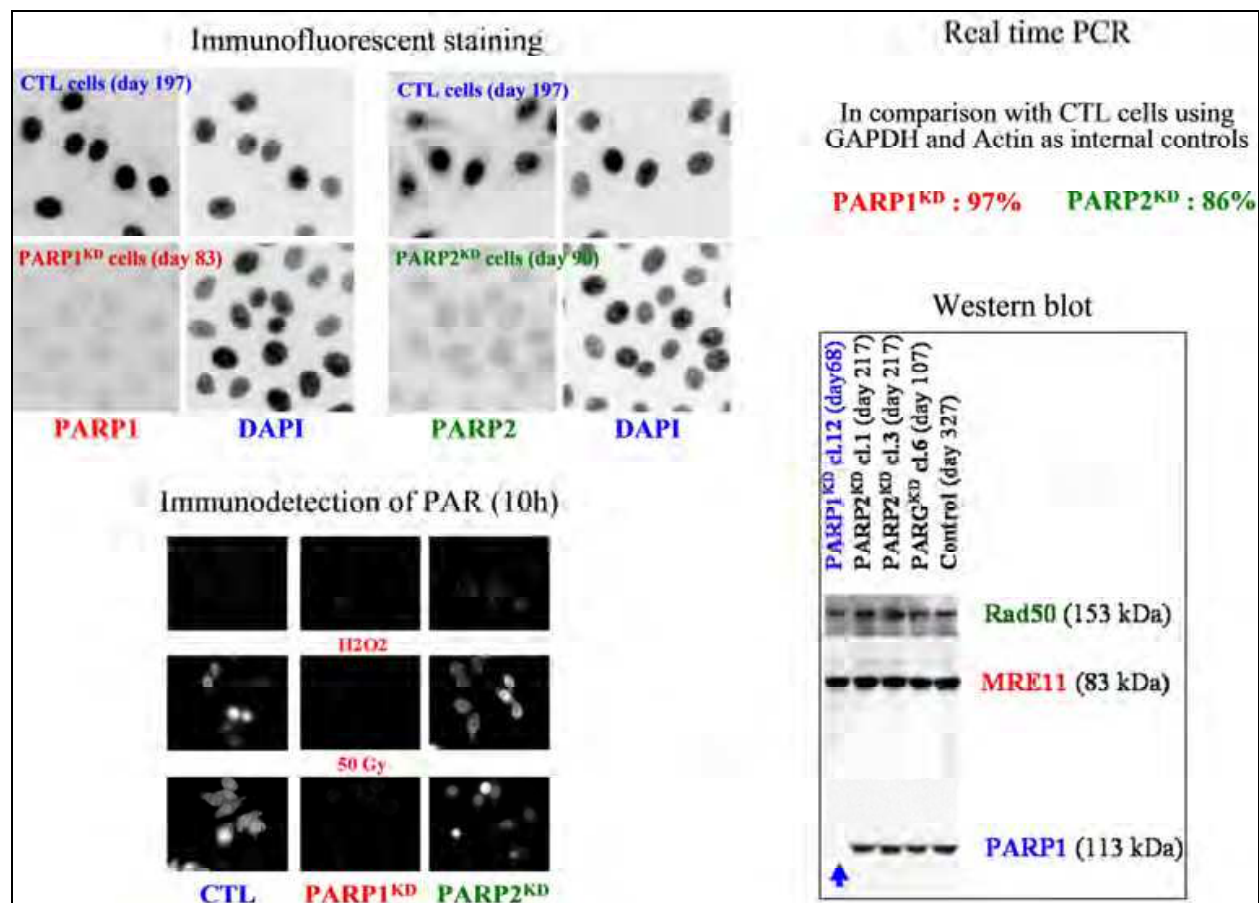 Immunofluorescent staining
CTL cells (day 197)
CTL cells (day 197)
PARP1KD cells (day 83)
PARP2KD cells (day 90)
PARP1
DAPI
PARP2
DAPI
Immunodetection of PAR (10h)
H2O2
50 Gy
CTL
PARP1KD
PARP2KD
Real time PCR
In comparison with CTL cells using
GAPDH and Actin as internal controls
PARP1KD : 97%
PARP2KD : 86%
Western blot
PARP1KD cl.12 (day68)
PARP2KD cl.1 (day 217)
PARP2KD cl.3 (day 217)
PARGKD cl.6 (day 107)
Control (day 327)
Rad50 (153 kDa)
MRE11 (83 kDa)
PARP1 (113 kDa)